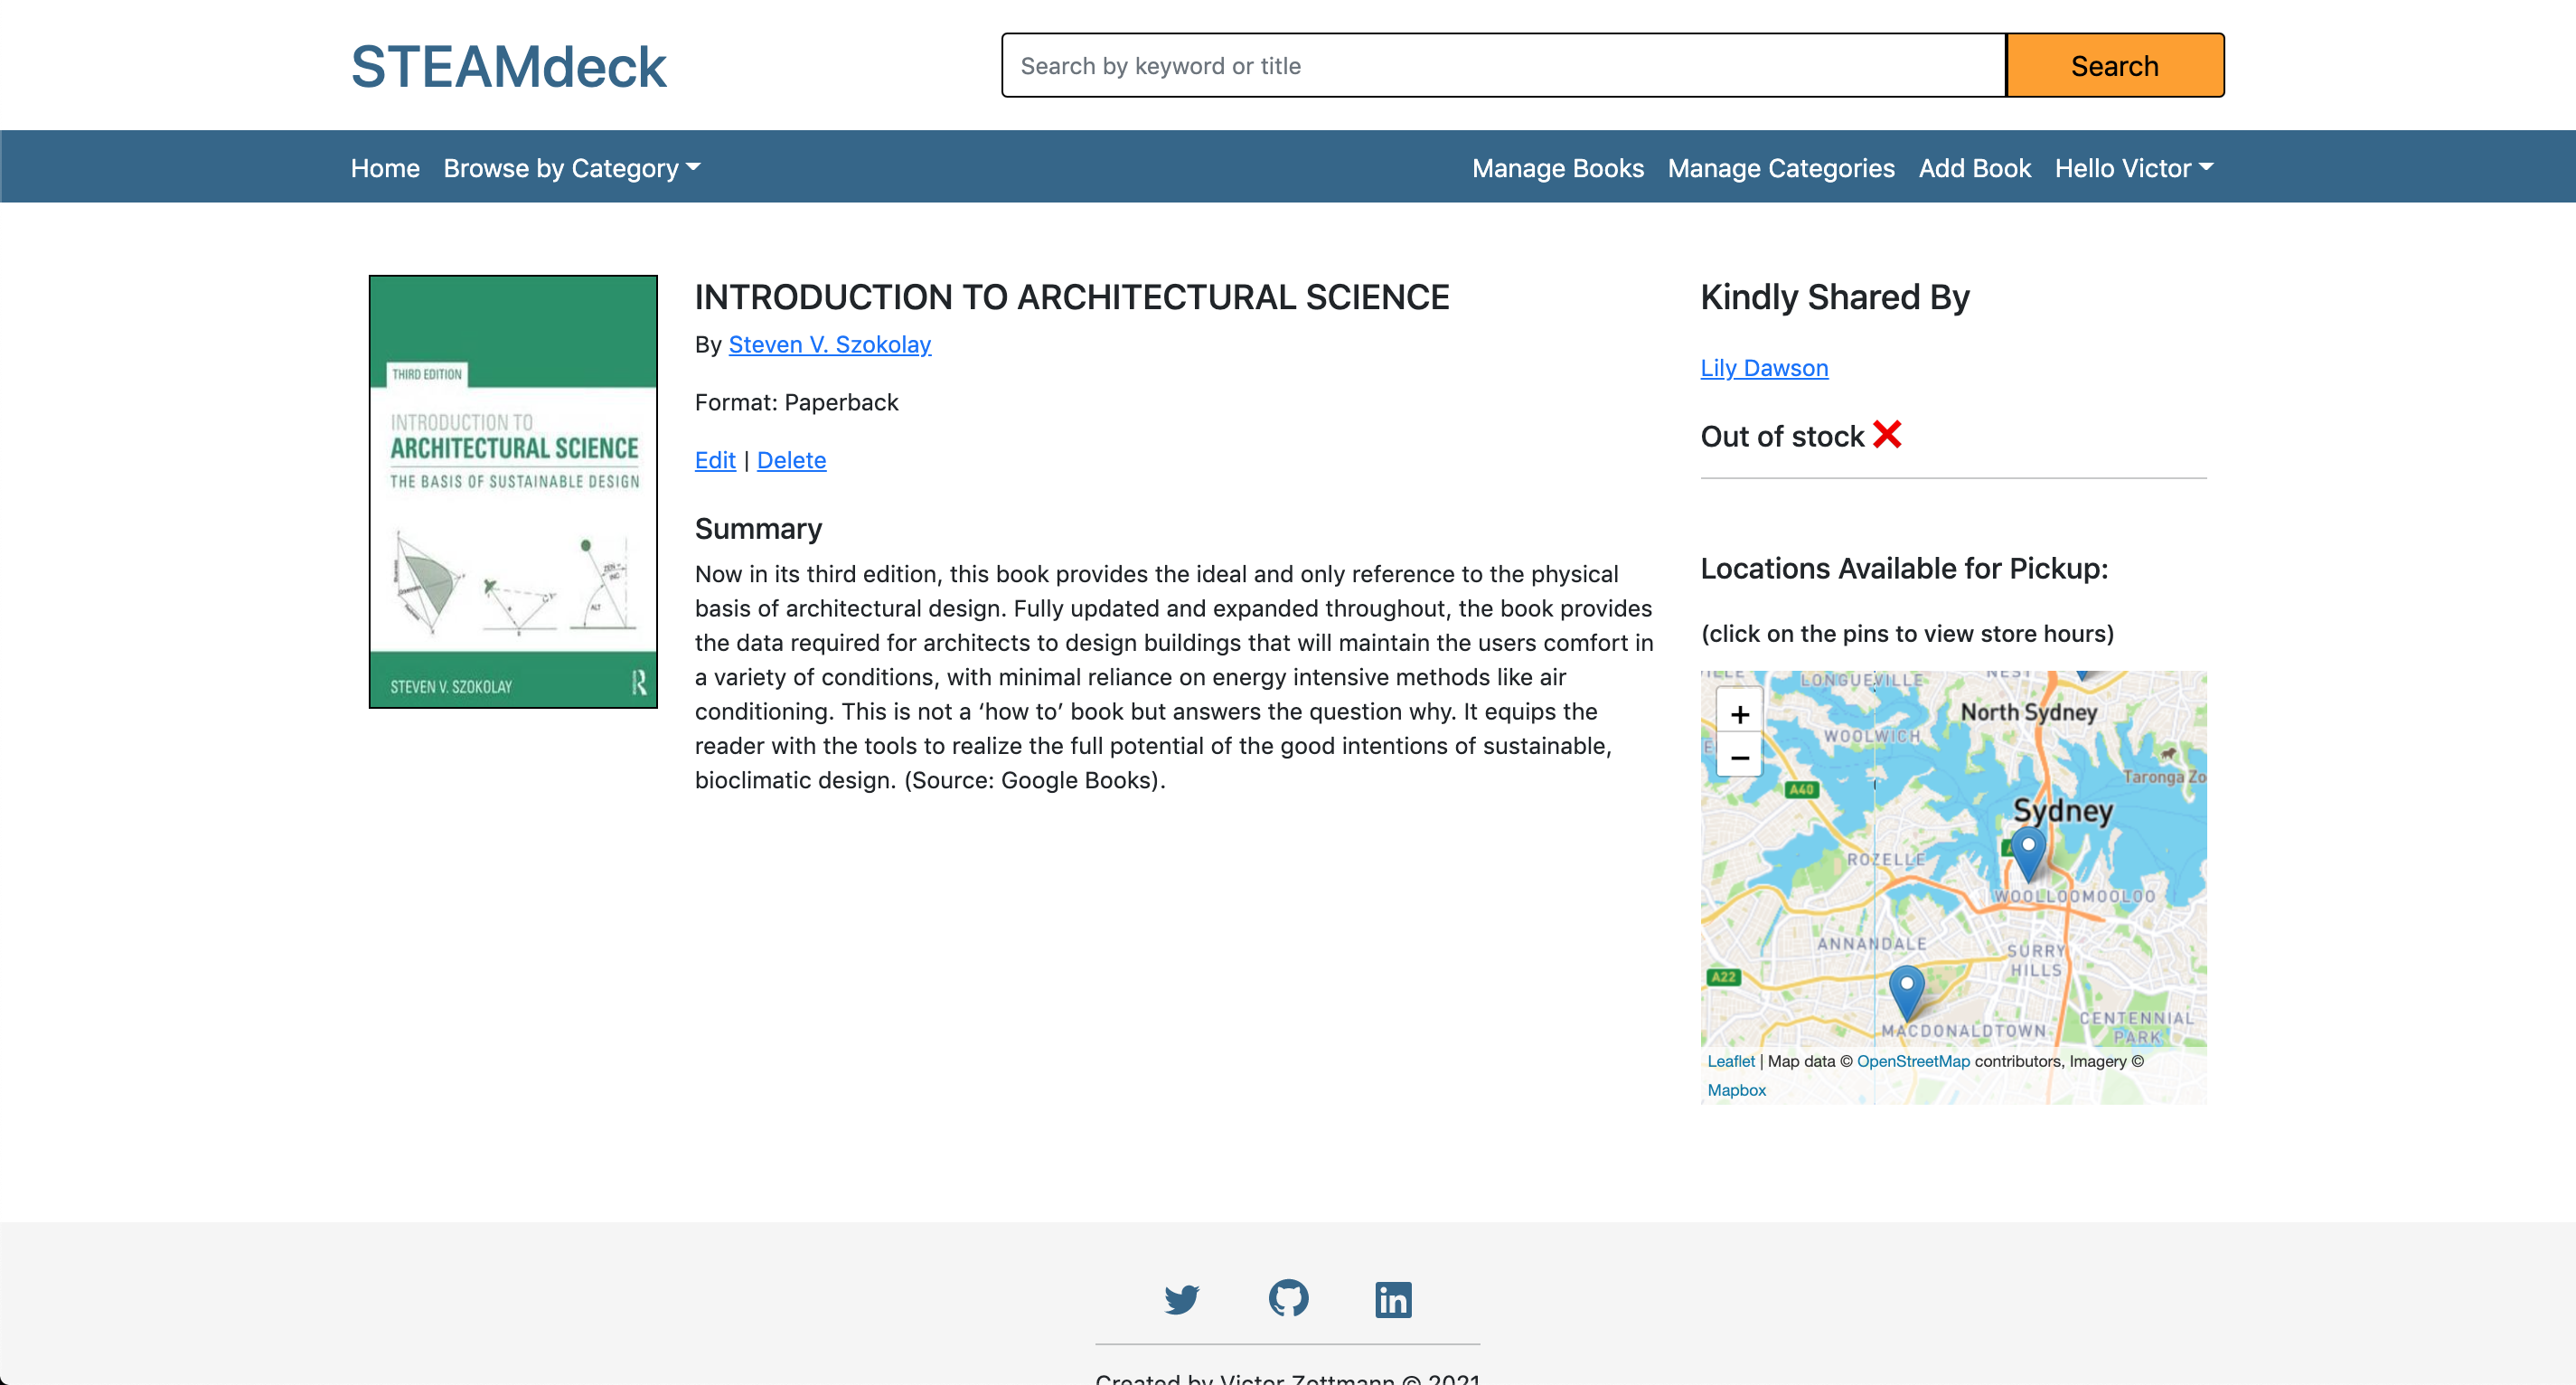 STEAMdeck
Search by keyword or title
Search
Home Browse by Category
Manage Books Manage Categories Add Book Hello Victor
THIRD EDITION
INTRODUCTION TO
ARCHITECTURAL SCIENCE
THE BASIS OF SUSTAINABLE DESIGN
ALT
STEVEN V. SZOKOLAY
R
INTRODUCTION TO ARCHITECTURAL SCIENCE
By Steven V. Szokolay
Format: Paperback
Edit | Delete
Summary
Now in its third edition, this book provides the ideal and only reference to the physical
basis of architectural design. Fully updated and expanded throughout, the book provides
the data required for architects to design buildings that will maintain the users comfort in
a variety of conditions, with minimal reliance on energy intensive methods like air
conditioning. This is not a ‘how to’ book but answers the question why. It equips the
reader with the tools to realize the full potential of the good intentions of sustainable,
bioclimatic design. (Source: Google Books).
Kindly Shared By
Lily Dawson
Out of stock ❌
Locations Available for Pickup:
(click on the pins to view store hours)
LONGUEVILLE
+
North Sydney
WOOLWICH
−
Taronga Zo
A40
Sydney
ROZELLE
WOOLLOOMOOLOO
ANNANDALE
SURRY
HILLS
A22
CENTENNIAL
PARK
MACDONALDTOWN
Leaflet | Map data © OpenStreetMap contributors, Imagery ©
Mapbox
in
Created by Victor Zottmann © 2021